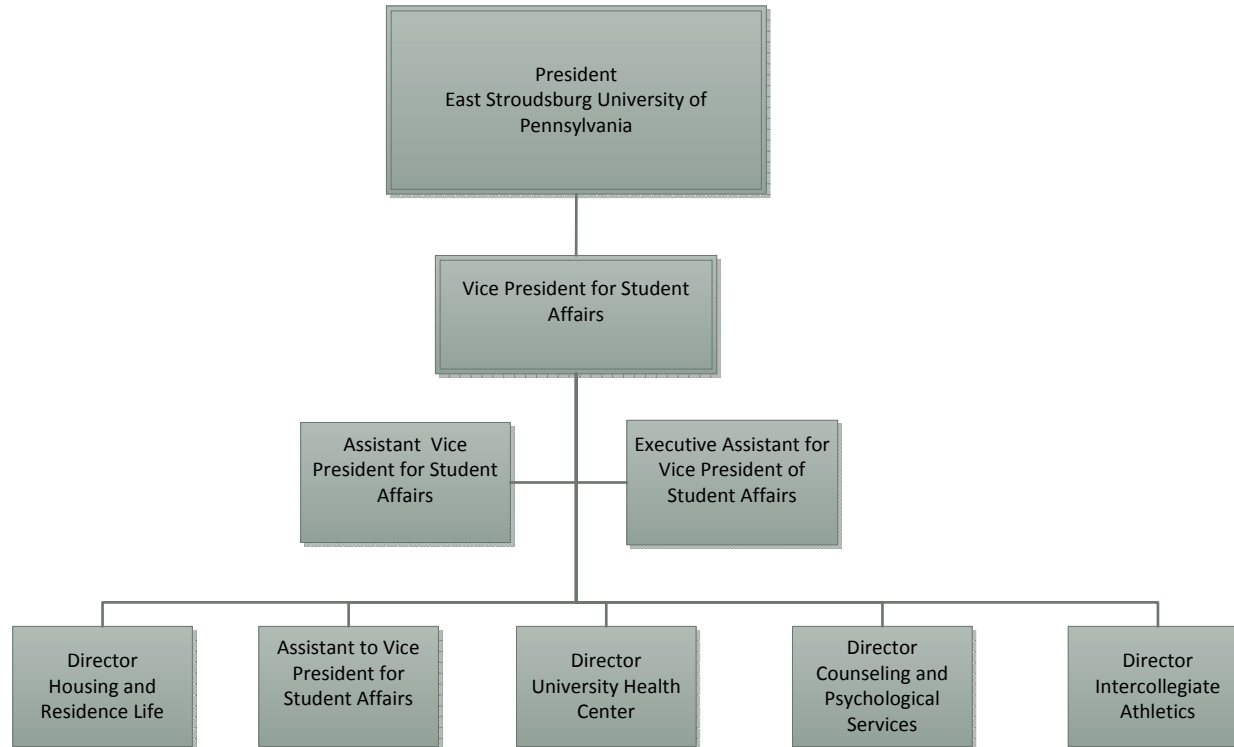 President
East Stroudsburg University of
Pennsylvania
Vice President for Student
Affairs
Assistant Vice
President for Student
Affairs
Executive Assistant for
Vice President of
Student Affairs
Director
Housing and
Residence Life
Assistant to Vice
President for
Student Affairs
Director
University Health
Center
Director
Counseling and
Psychological
Services
Director
Intercollegiate
Athletics